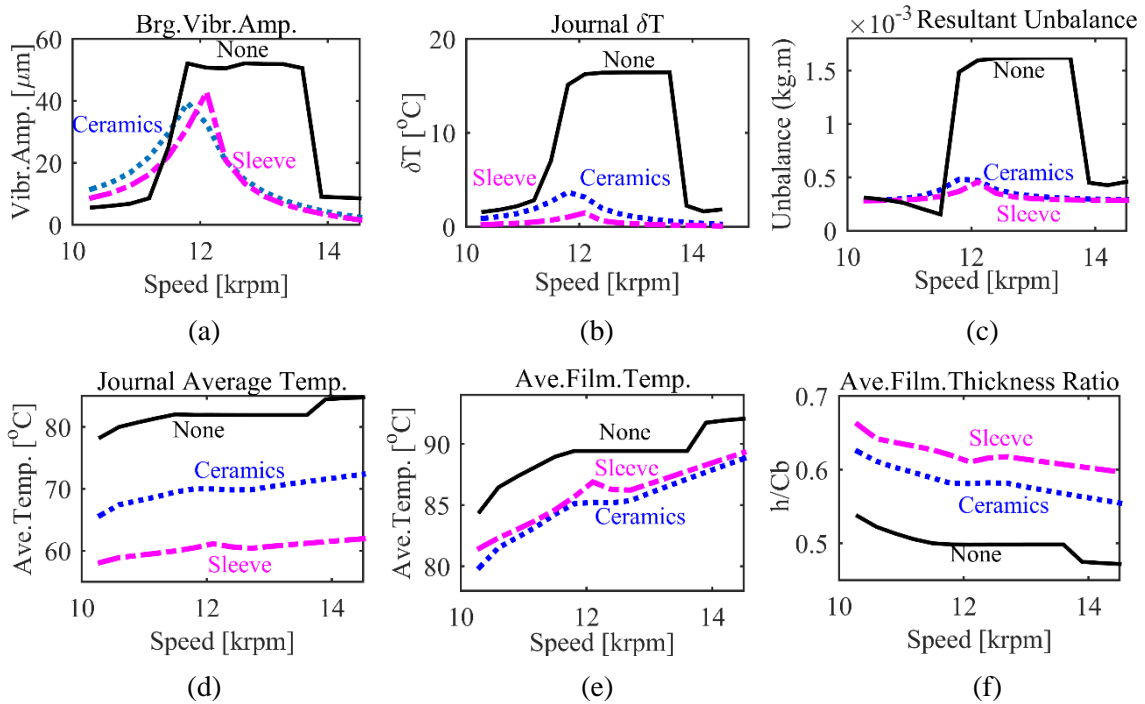 Brg.Vibr.Amp.
Vibr.Amp. [μm]
60
40
20
0
None
Ceramics
Sleeve
10
12
14
Speed [krpm]
(a)
Journal δT
δT [°C]
20
10
0
None
Sleeve
Ceramics
10
12
14
Speed [krpm]
(b)
×10⁻³ Resultant Unbalance
Unbalance (kg.m)
1.5
1
0.5
0
None
Ceramics
Sleeve
10
12
14
Speed [krpm]
(c)
Journal Average Temp.
Ave.Temp. [°C]
80
70
60
None
Ceramics
Sleeve
10
12
14
Speed [krpm]
(d)
Ave.Film.Temp.
Ave.Temp. [°C]
90
85
80
None
Sleeve
Ceramics
10
12
14
Speed [krpm]
(e)
Ave.Film.Thickness Ratio
h/Cb
0.7
0.6
0.5
Sleeve
Ceramics
None
10
12
14
Speed [krpm]
(f)